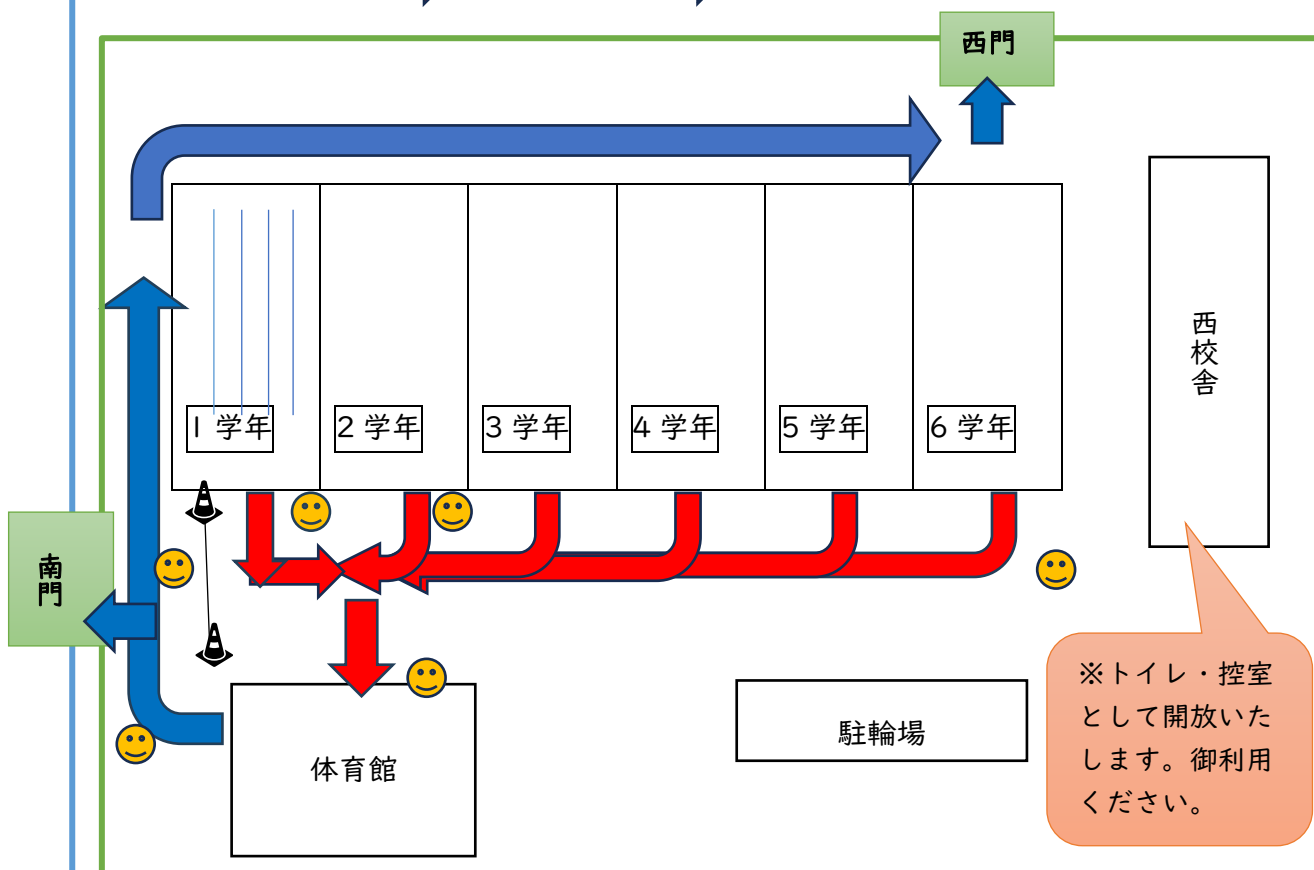 西門
西校舎
1学年
2学年
3学年
4学年
5学年
6学年
南門
※トイレ・控室
として開放いた
します。御利用
ください。
駐輪場
体育館